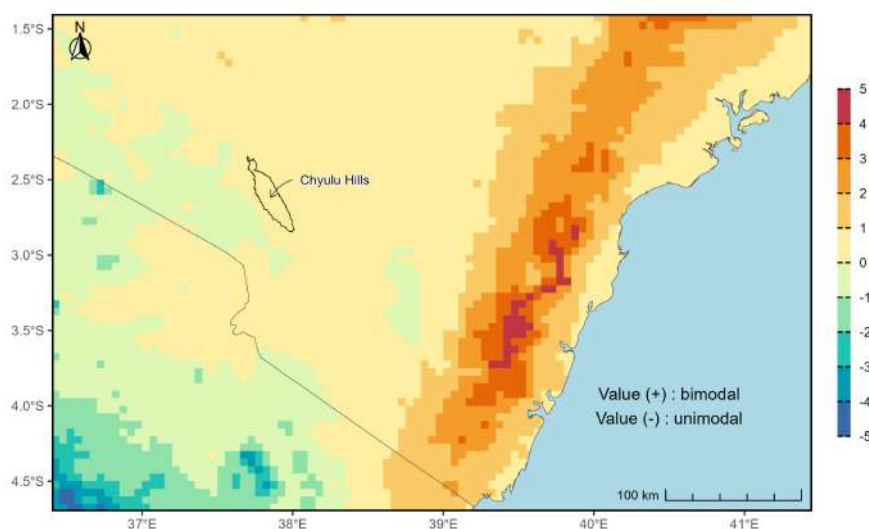 N
1.5°S
2.0°S
2.5°S
3.0°S
3.5°S
4.0°S
4.5°S
Chyulu Hills
Value (+) : bimodal
Value (-) : unimodal
100 km
37°E
38°E
39°E
40°E
41°E
5
4
3
2
1
0
-1
-2
-3
-4
-5